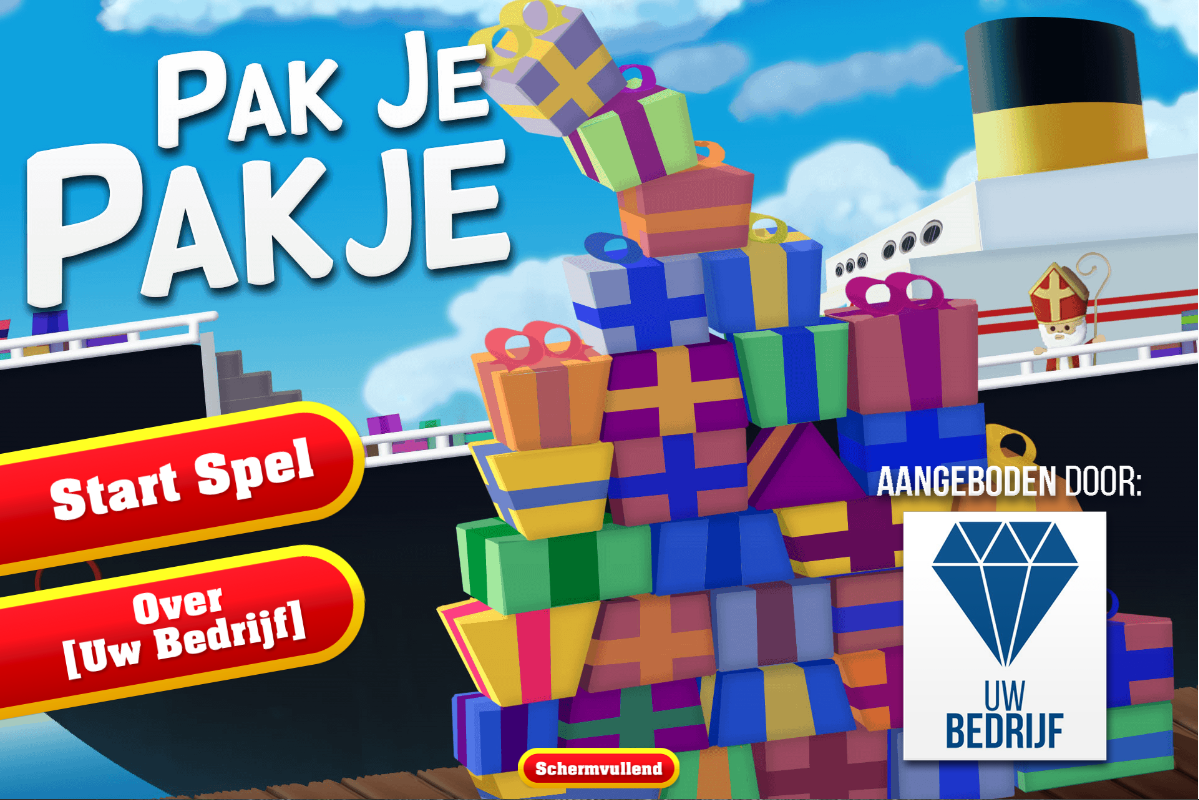 PAK JE
PAKJE
Start Spel
Over
[Uw Bedrijf]
AANGEBODEN DOOR:
UW
BEDRIJF
Schermvullend